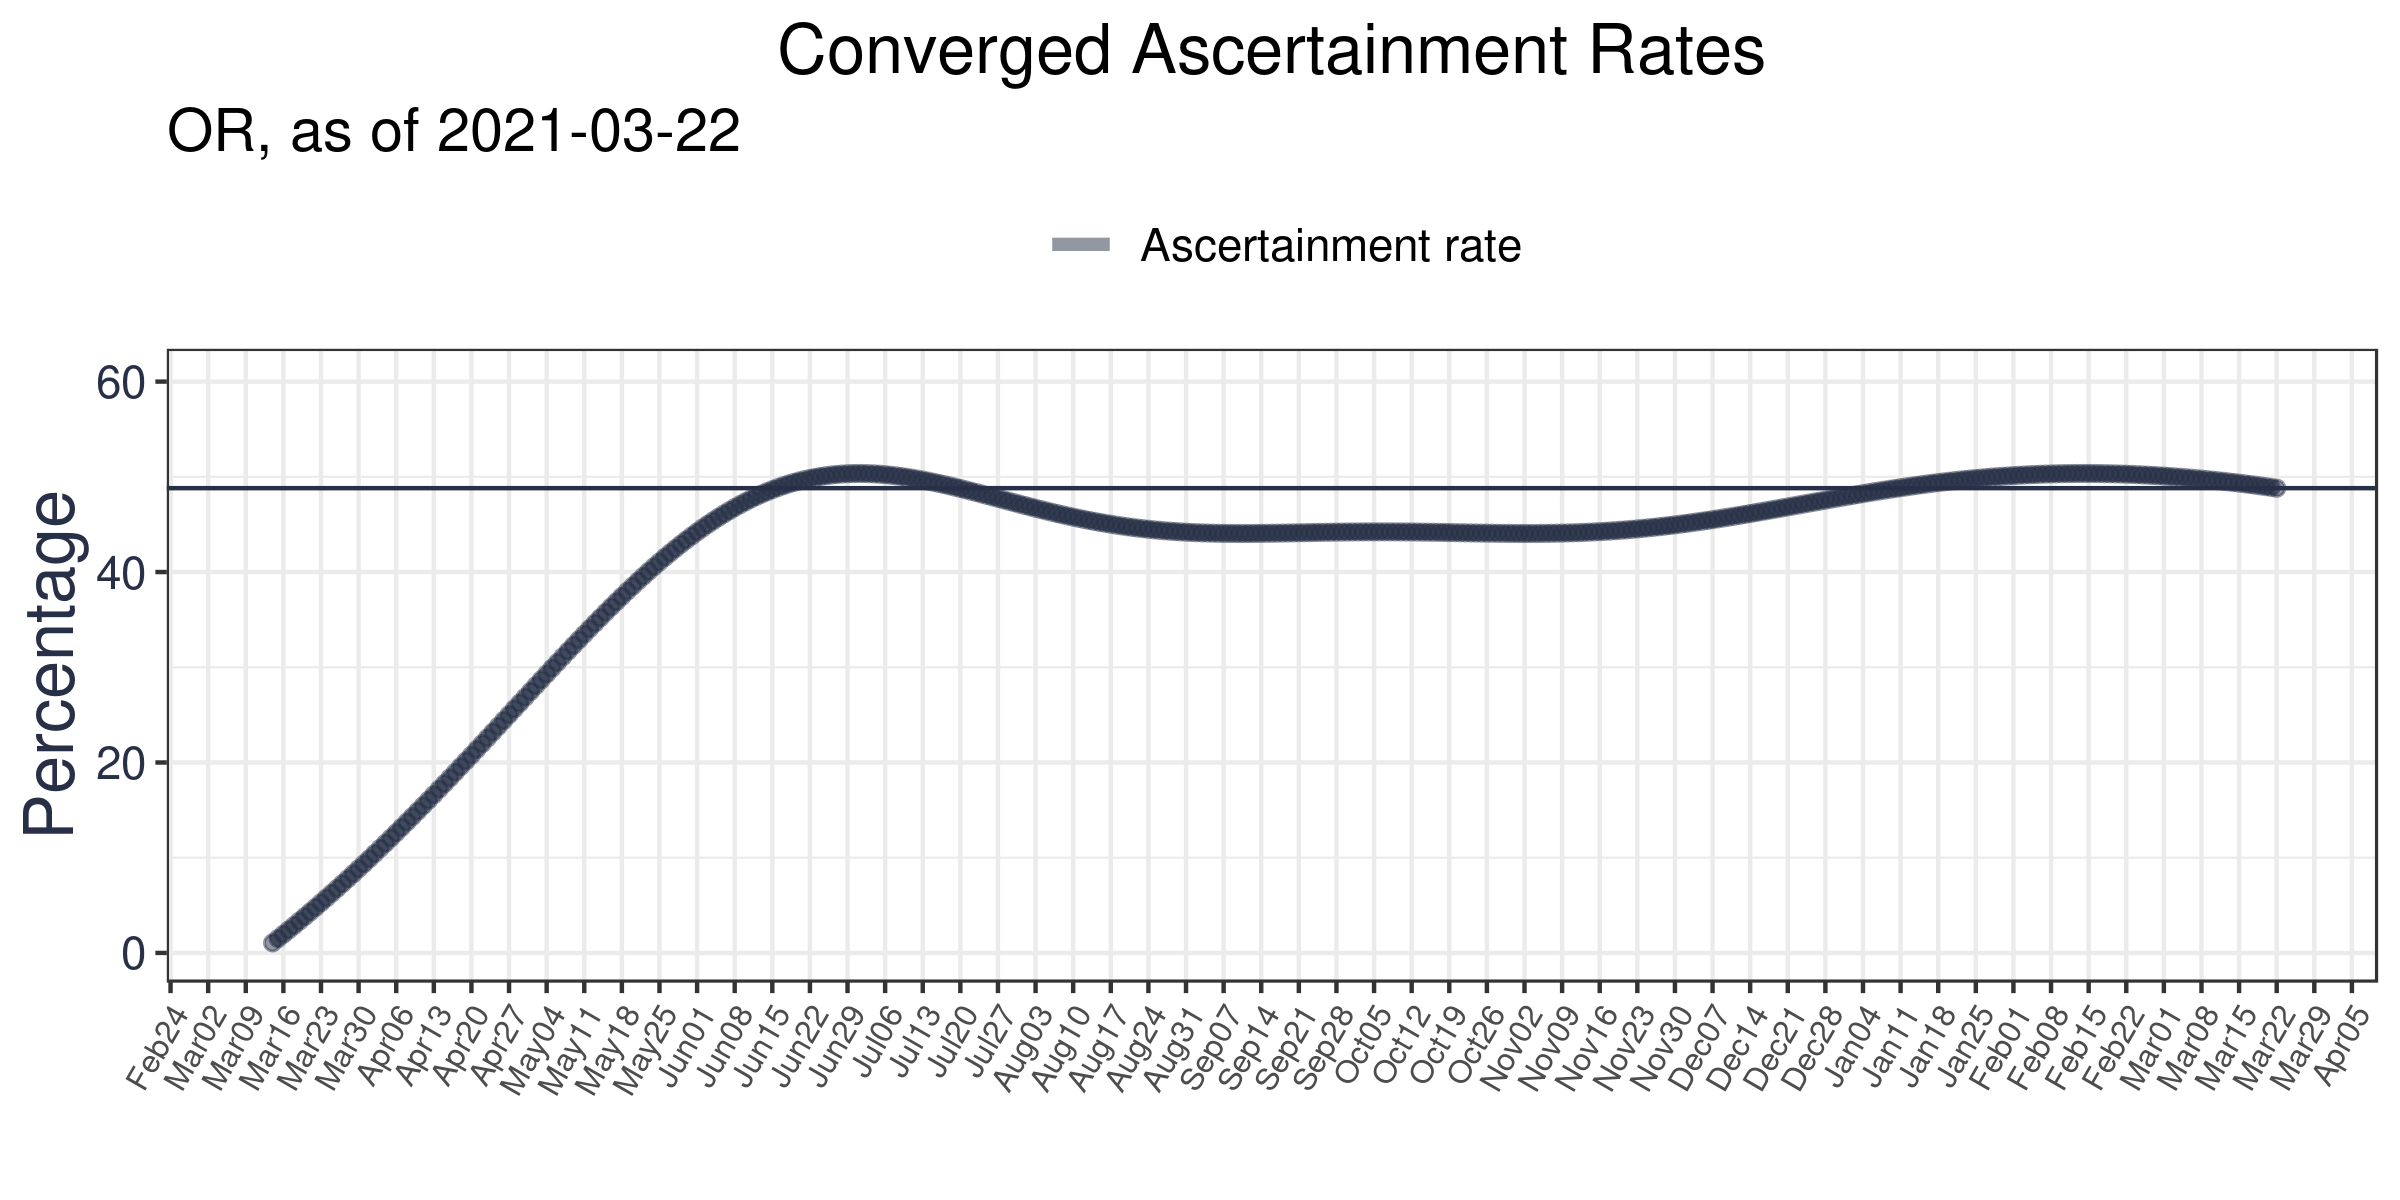 Converged Ascertainment Rates
OR, as of 2021-03-22
Ascertainment rate
Percentage
60
40
20
0
Feb24
Mar02
Mar09
Mar16
Mar23
Mar30
Apr06
Apr13
Apr20
Apr27
May04
May11
May18
May25
Jun01
Jun08
Jun15
Jun22
Jun29
Jul06
Jul13
Jul20
Jul27
Aug03
Aug10
Aug17
Aug24
Aug31
Sep07
Sep14
Sep21
Sep28
Oct05
Oct12
Oct19
Oct26
Nov02
Nov09
Nov16
Nov23
Nov30
Dec07
Dec14
Dec21
Dec28
Jan04
Jan11
Jan18
Jan25
Feb01
Feb08
Feb15
Feb22
Mar01
Mar08
Mar15
Mar22
Mar29
Apr05